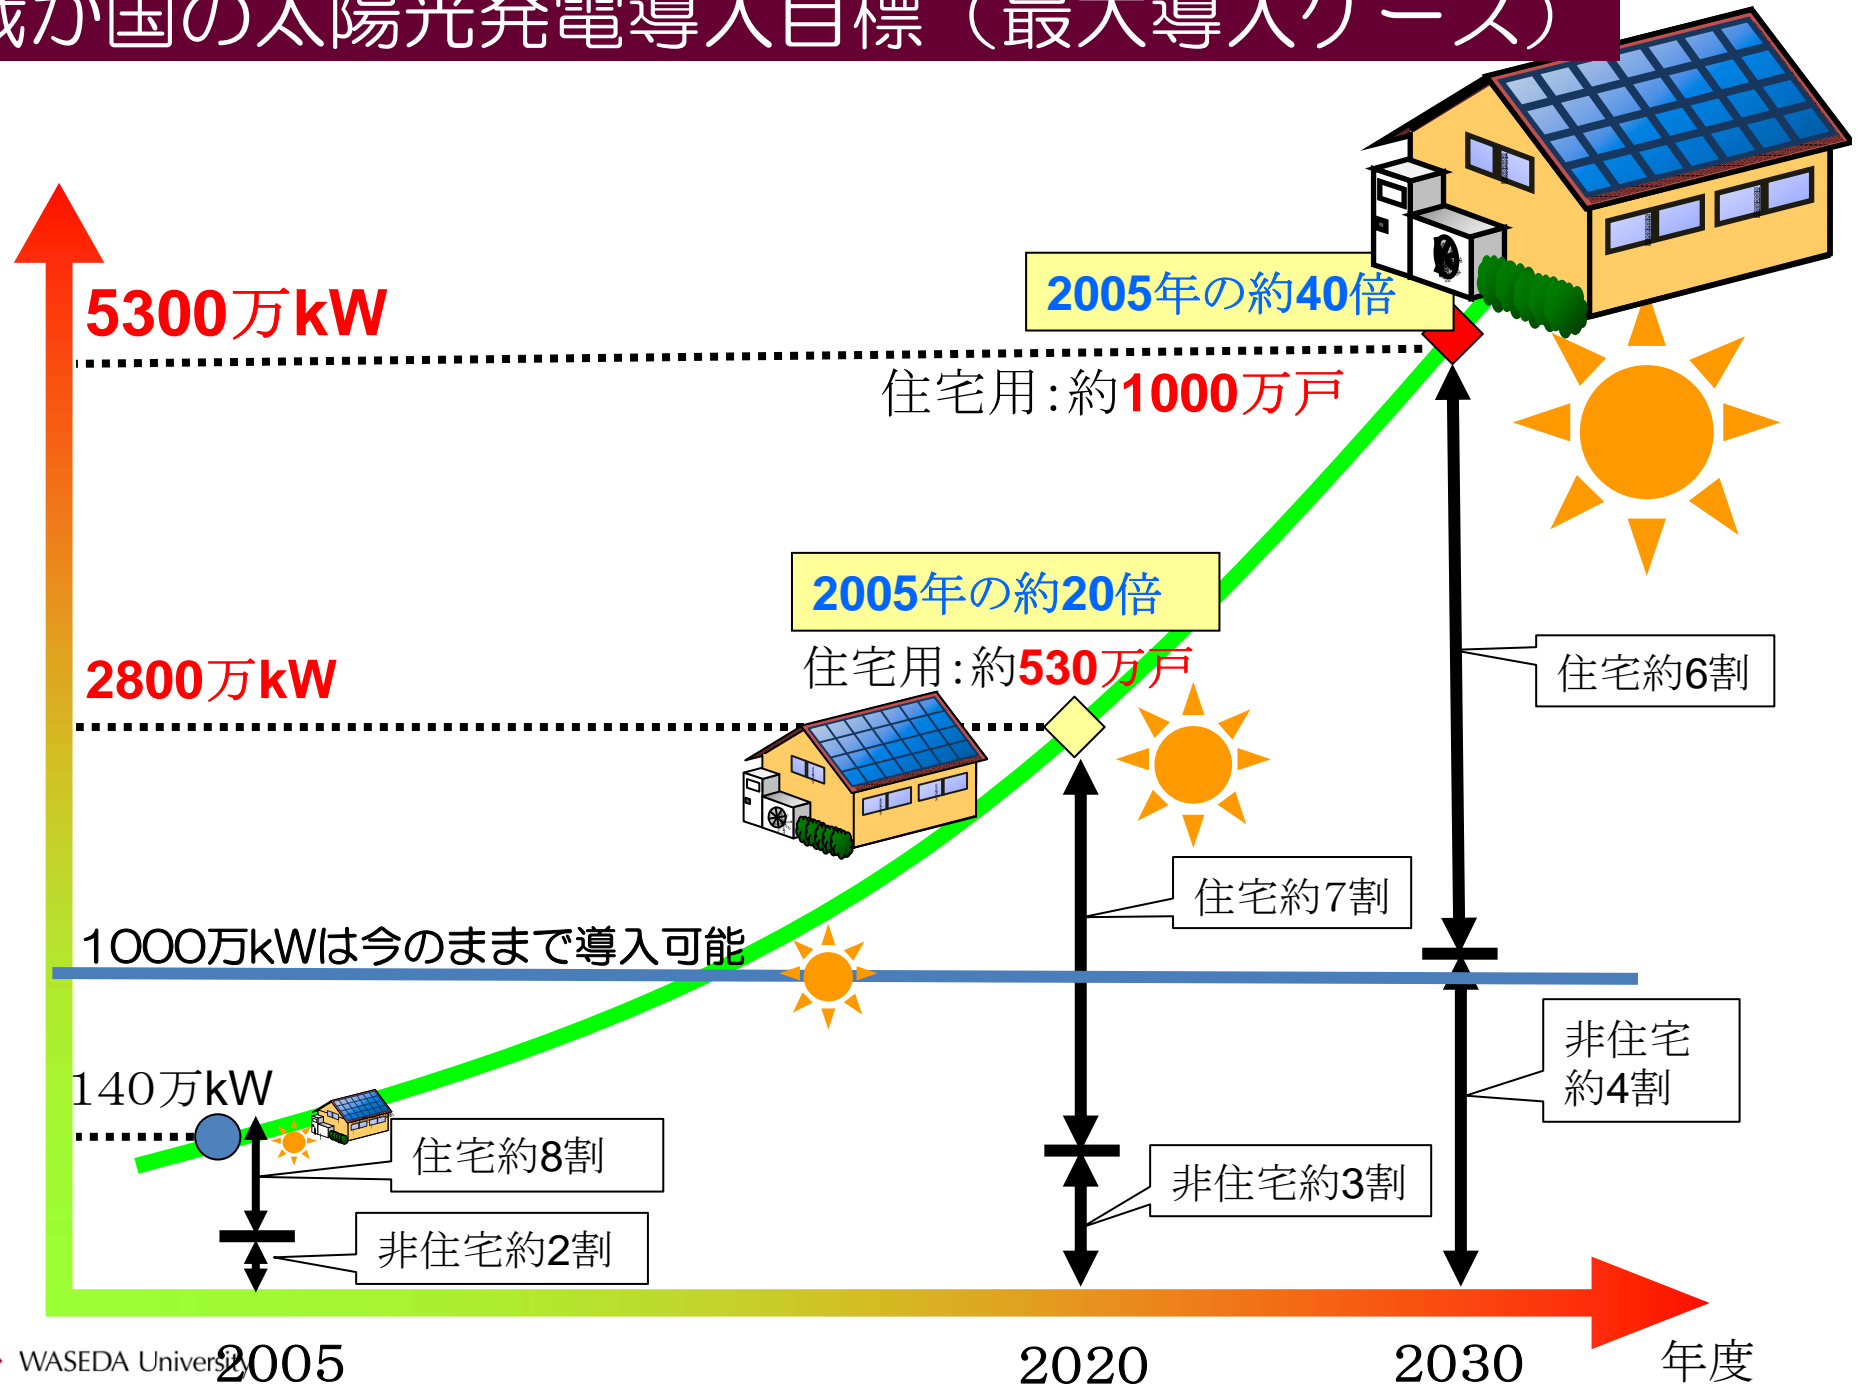 我が国の太陽光発電導入目標（最大導入ケース）
5300万kW
2005年の約40倍
住宅用:約1000万戸
2005年の約20倍
住宅用:約530万戸
2800万kW
住宅約6割
住宅約7割
1000万kWは今のままで導入可能
非住宅
約4割
140万kW
住宅約8割
非住宅約3割
非住宅約2割
2005
2020
2030
年度
WASEDA University